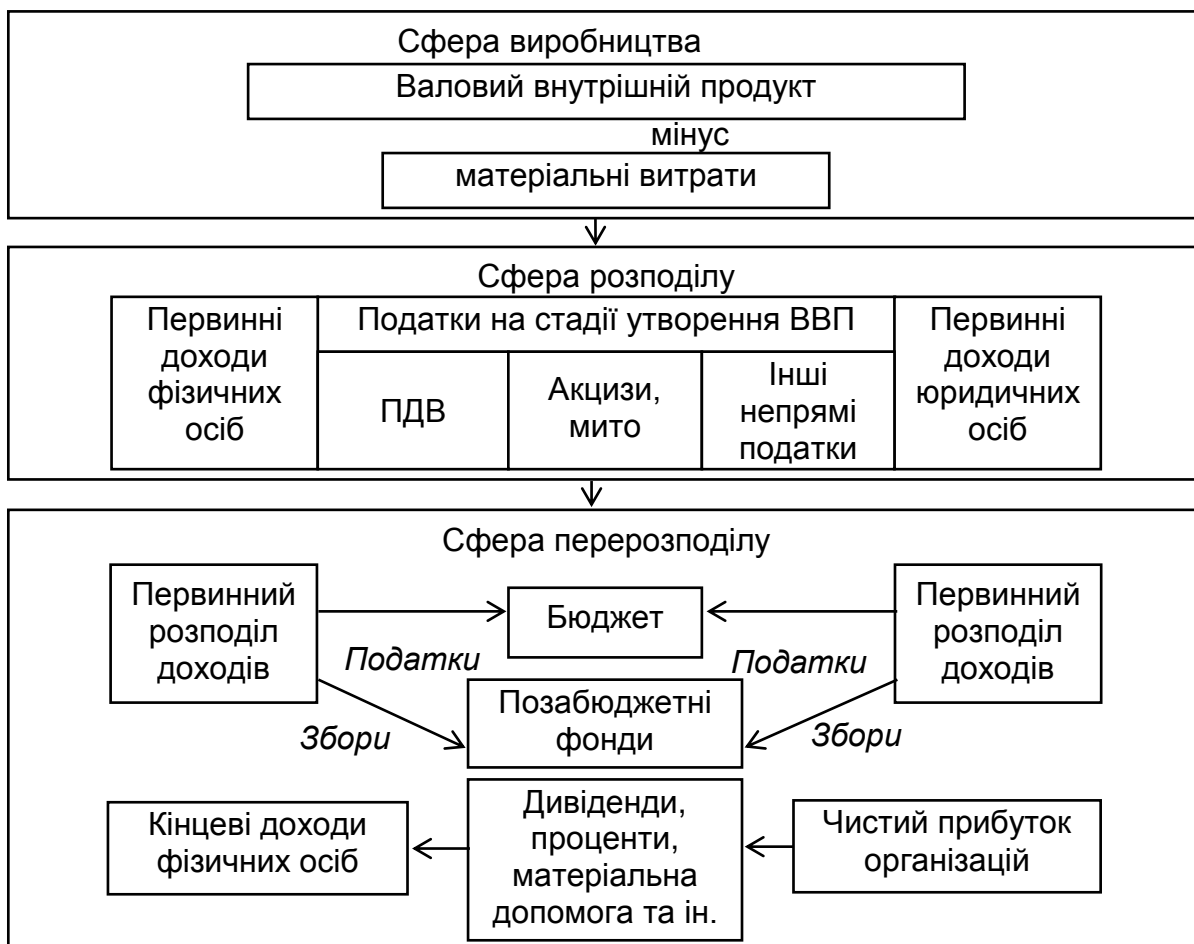 Сфера виробництва
Валовий внутрішній продукт
мінус
матеріальні витрати
Сфера розподілу
Первинні
доходи
фізичних
осіб
Податки на стадії утворення ВВП
ПДВ
Акцизи,
мито
Інші
непрямі
податки
Первинні
доходи
юридичних
осіб
Сфера перерозподілу
Первинний
розподіл
доходів
Бюджет
Первинний
розподіл
доходів
Податки
Податки
Позабюджетні
фонди
Збори
Збори
Кінцеві доходи
фізичних осіб
Дивіденди,
проценти,
матеріальна
допомога та ін.
Чистий прибуток
організацій